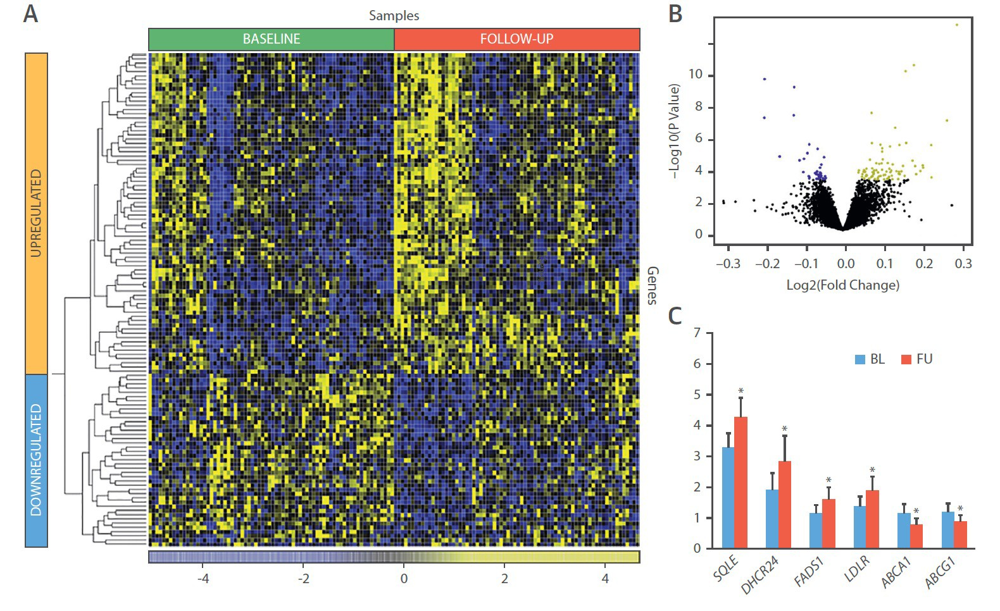 A
Samples
BASELINE
FOLLOW-UP
UPREGULATED
DOWNREGULATED
Genes
-4 -2 0 2 4
B
–Log10(P Value)
10
8
6
4
2
0
–0.3 –0.2 –0.1 0.0 0.1 0.2 0.3
Log2(Fold Change)
C
7
6
5
4
3
2
1
0
BL FU
* * * * * *
SQLE DHCR24 FADS1 LDLR ABCA1 ABCG1